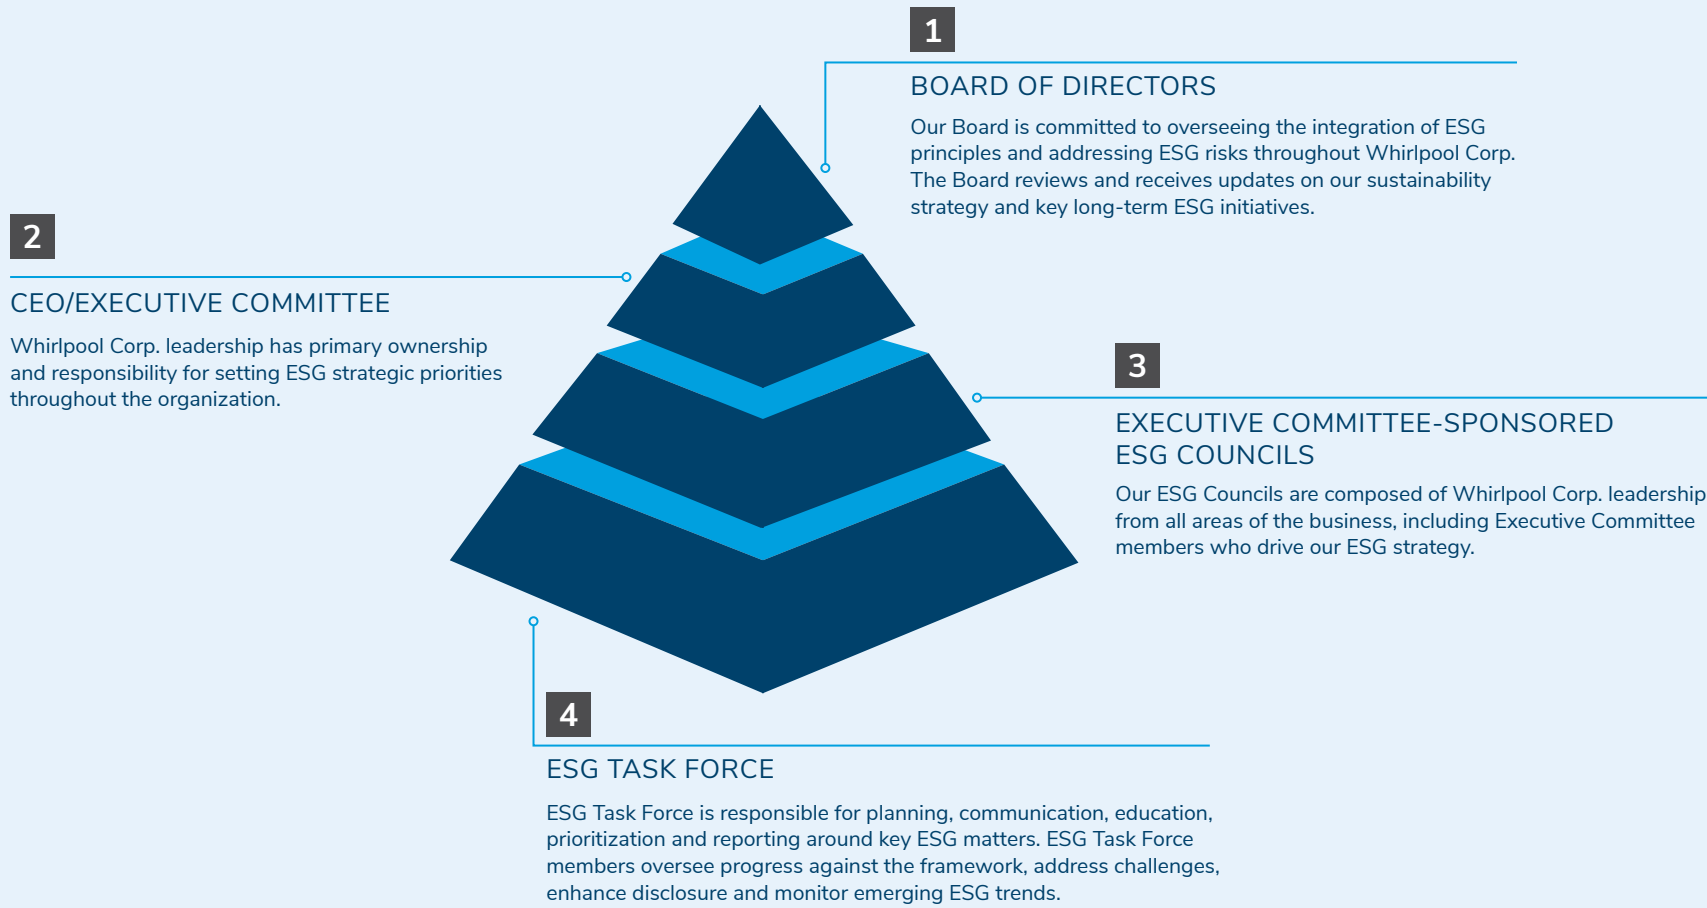 1
BOARD OF DIRECTORS
Our Board is committed to overseeing the integration of ESG
principles and addressing ESG risks throughout Whirlpool Corp.
The Board reviews and receives updates on our sustainability
strategy and key long-term ESG initiatives.
2
CEO/EXECUTIVE COMMITTEE
Whirlpool Corp. leadership has primary ownership
and responsibility for setting ESG strategic priorities
throughout the organization.
3
EXECUTIVE COMMITTEE-SPONSORED
ESG COUNCILS
Our ESG Councils are composed of Whirlpool Corp. leadership
from all areas of the business, including Executive Committee
members who drive our ESG strategy.
4
ESG TASK FORCE
ESG Task Force is responsible for planning, communication, education,
prioritization and reporting around key ESG matters. ESG Task Force
members oversee progress against the framework, address challenges,
enhance disclosure and monitor emerging ESG trends.